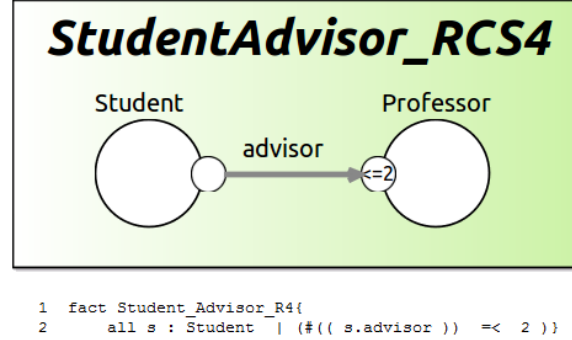 StudentAdvisor_RCS4
Student Professor
advisor
<=2
1 fact Student_Advisor_R4{
2 all s : Student | (#(( s.advisor )) =< 2 )}